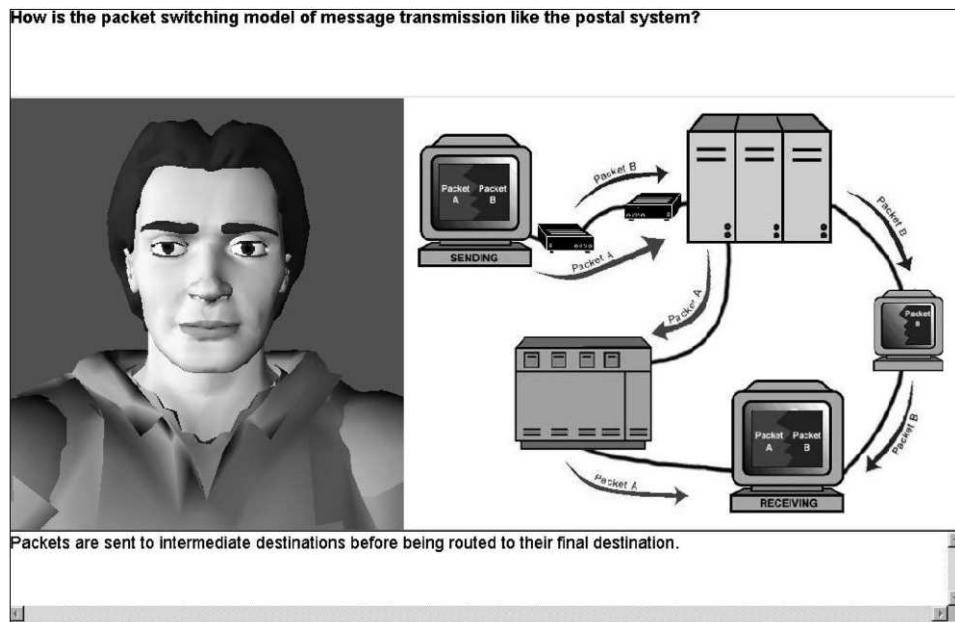 How is the packet switching model of message transmission like the postal system?
Packet A
Packet B
SENDING
Packet B
Packet A
Packet B
Packet A
Packet B
Packet B
Packet A
Packet B
RECEIVING
Packet A
Packets are sent to intermediate destinations before being routed to their final destination.